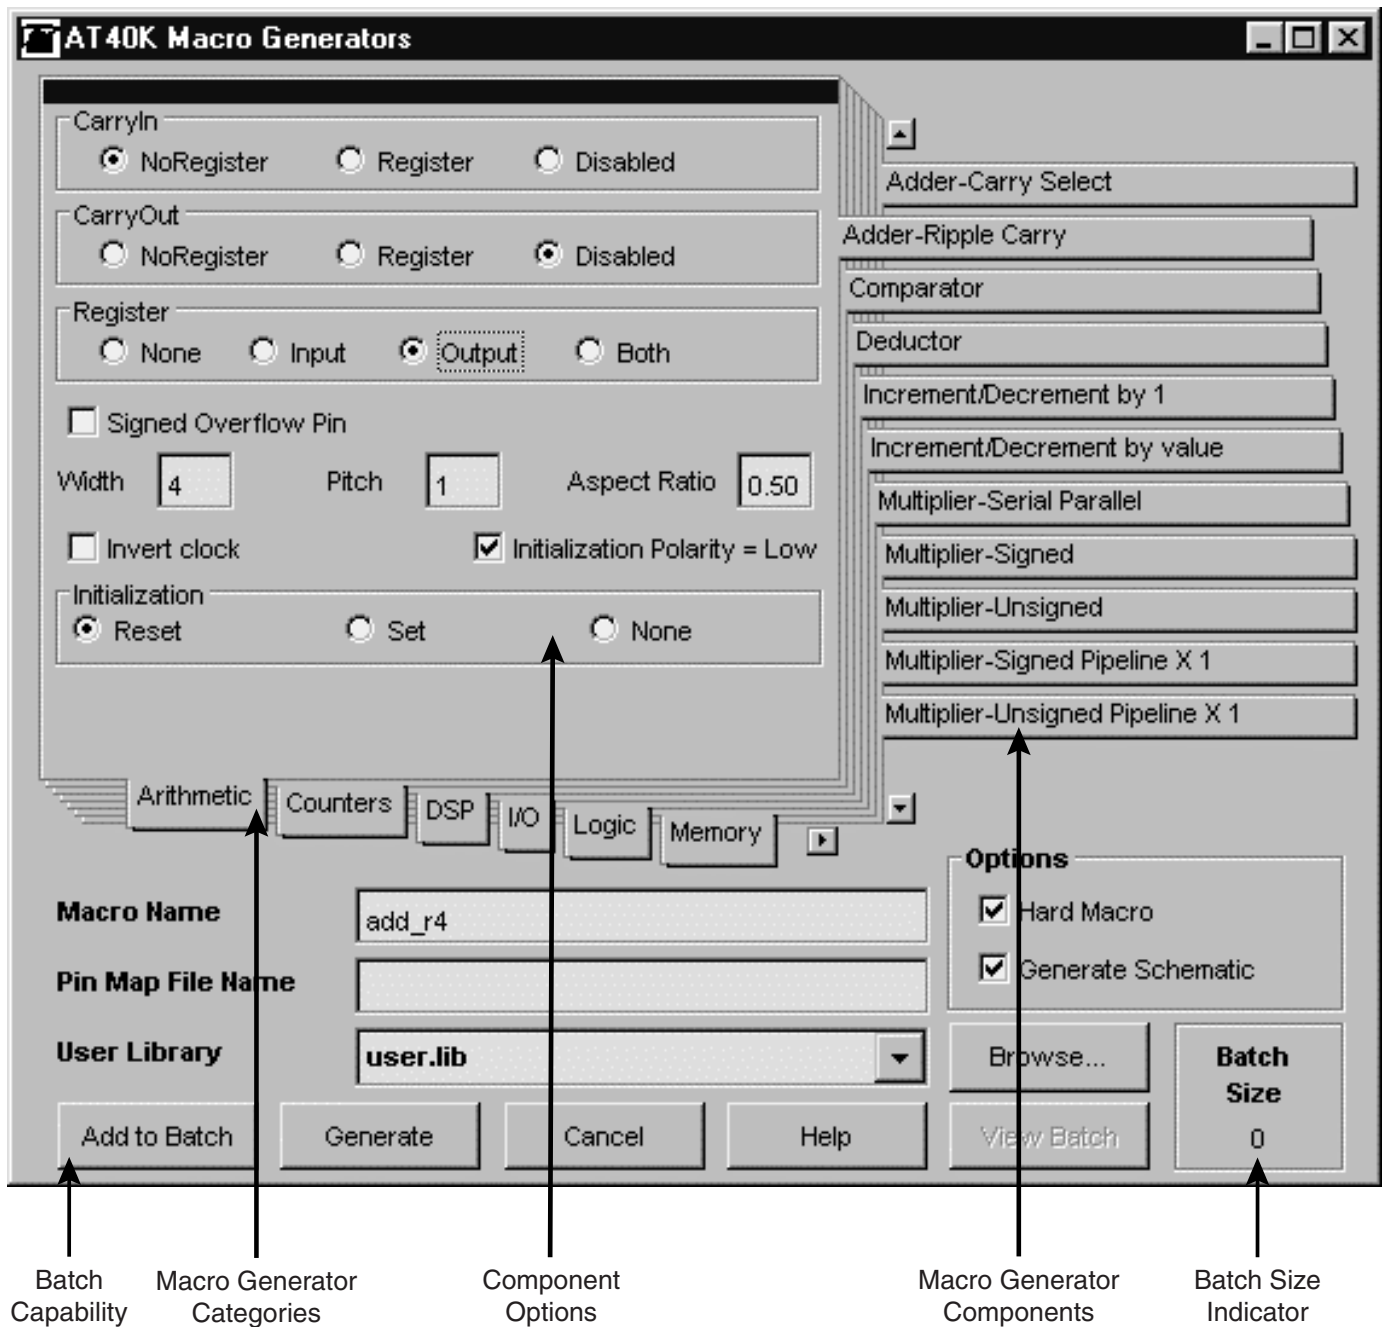 AT40K Macro Generators
CarryIn
NoRegister Register Disabled
CarryOut
NoRegister Register Disabled
Register
None Input Output Both
Signed Overflow Pin
Width 4 Pitch 1 Aspect Ratio 0.50
Invert clock Initialization Polarity = Low
Initialization
Reset Set None
Adder-Carry Select
Adder-Ripple Carry
Comparator
Deductor
Increment/Decrement by 1
Increment/Decrement by value
Multiplier-Serial Parallel
Multiplier-Signed
Multiplier-Unsigned
Multiplier-Signed Pipeline X 1
Multiplier-Unsigned Pipeline X 1
Arithmetic Counters DSP I/O Logic Memory
Macro Name add_r4
Pin Map File Name
User Library user.lib
Options
Hard Macro
Generate Schematic
Browse...
Batch
Size
0
Add to Batch Generate Cancel Help View Batch
Batch
Capability
Macro Generator
Categories
Component
Options
Macro Generator
Components
Batch Size
Indicator